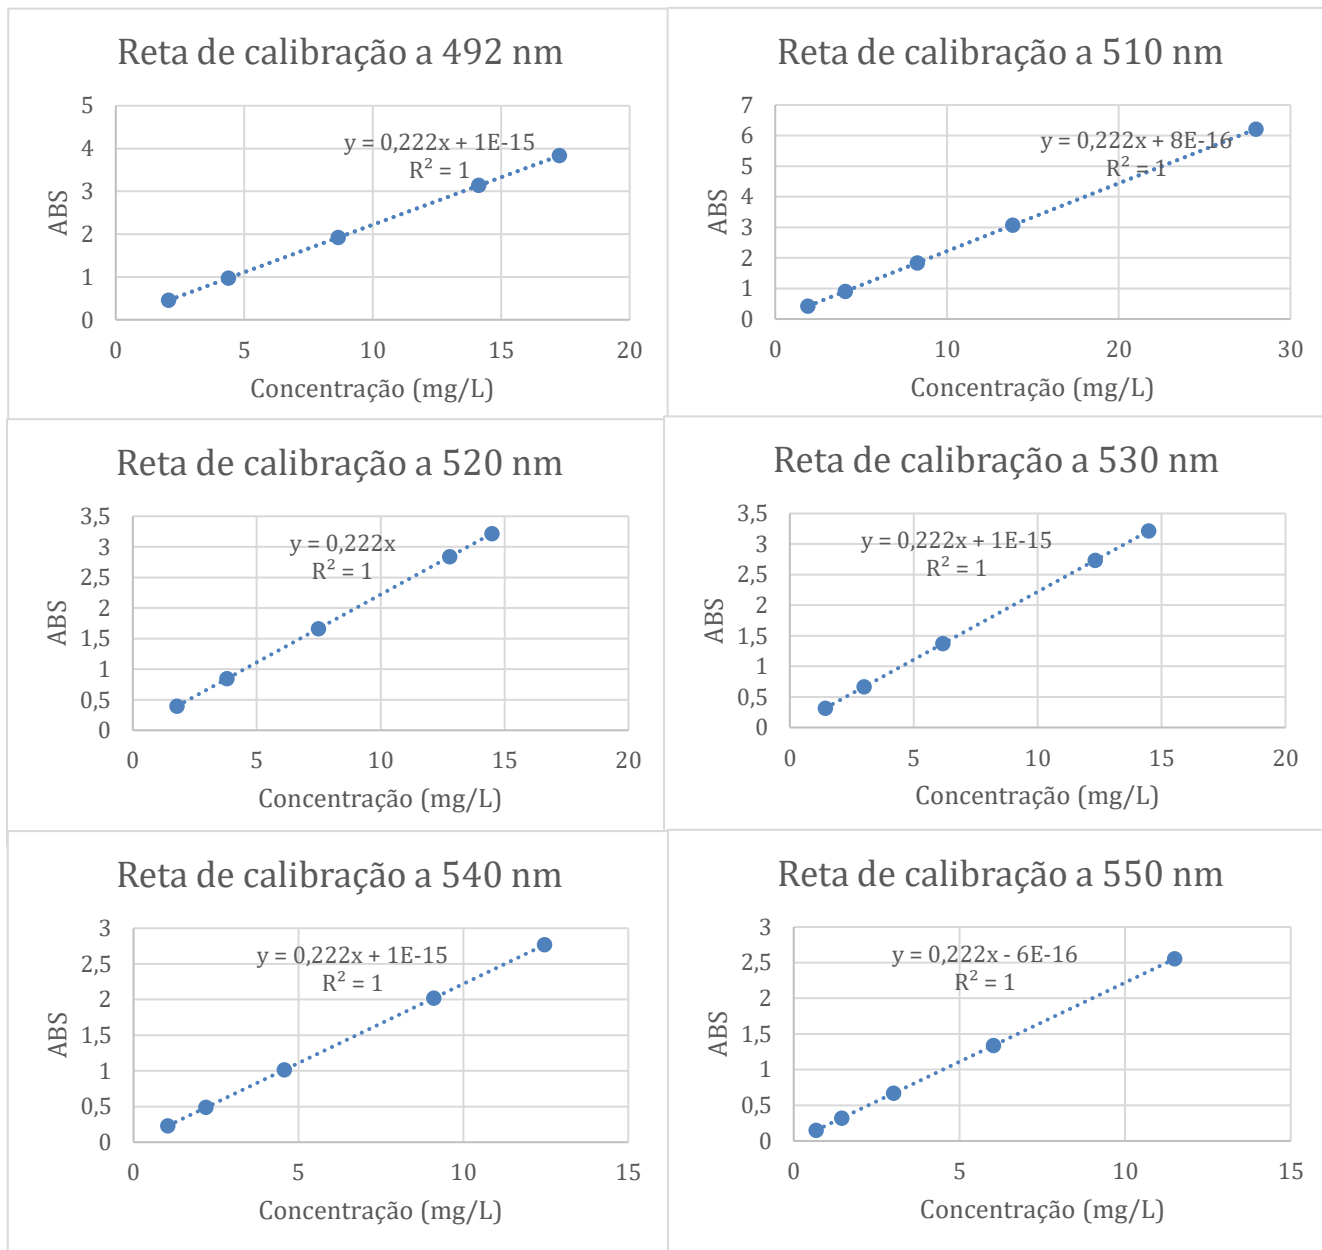 Reta de calibração a 492 nm
5
4
3
2
1
0
ABS
y = 0,222x + 1E-15
R² = 1
0 5 10 15 20
Concentração (mg/L)
Reta de calibração a 510 nm
7
6
5
4
3
2
1
0
ABS
y = 0,222x + 8E-16
R² = 1
0 10 20 30
Concentração (mg/L)
Reta de calibração a 520 nm
3,5
3
2,5
2
1,5
1
0,5
0
ABS
y = 0,222x
R² = 1
0 5 10 15 20
Concentração (mg/L)
Reta de calibração a 530 nm
3,5
3
2,5
2
1,5
1
0,5
0
ABS
y = 0,222x + 1E-15
R² = 1
0 5 10 15 20
Concentração (mg/L)
Reta de calibração a 540 nm
3
2,5
2
1,5
1
0,5
0
ABS
y = 0,222x + 1E-15
R² = 1
0 5 10 15
Concentração (mg/L)
Reta de calibração a 550 nm
3
2,5
2
1,5
1
0,5
0
ABS
y = 0,222x - 6E-16
R² = 1
0 5 10 15
Concentração (mg/L)